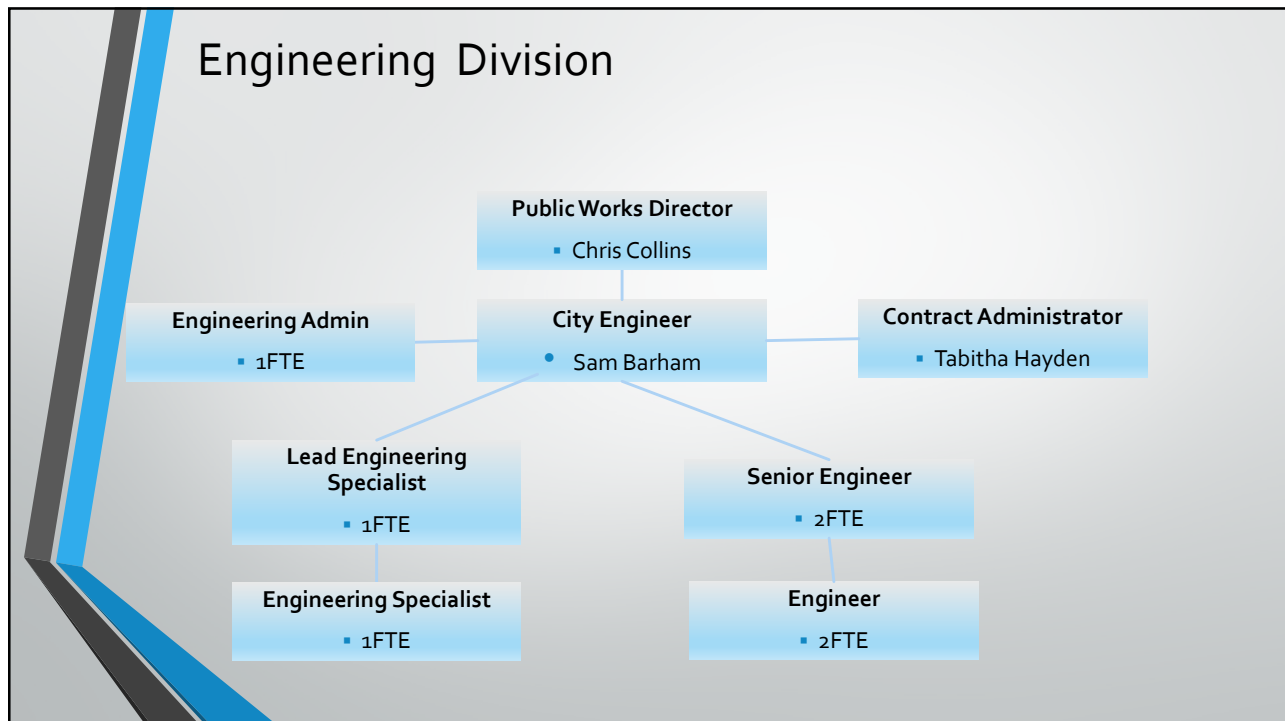 Engineering Division
Public Works Director
▪ Chris Collins
Engineering Admin
▪ 1FTE
City Engineer
• Sam Barham
Contract Administrator
▪ Tabitha Hayden
Lead Engineering
Specialist
▪ 1FTE
Senior Engineer
▪ 2FTE
Engineering Specialist
▪ 1FTE
Engineer
▪ 2FTE